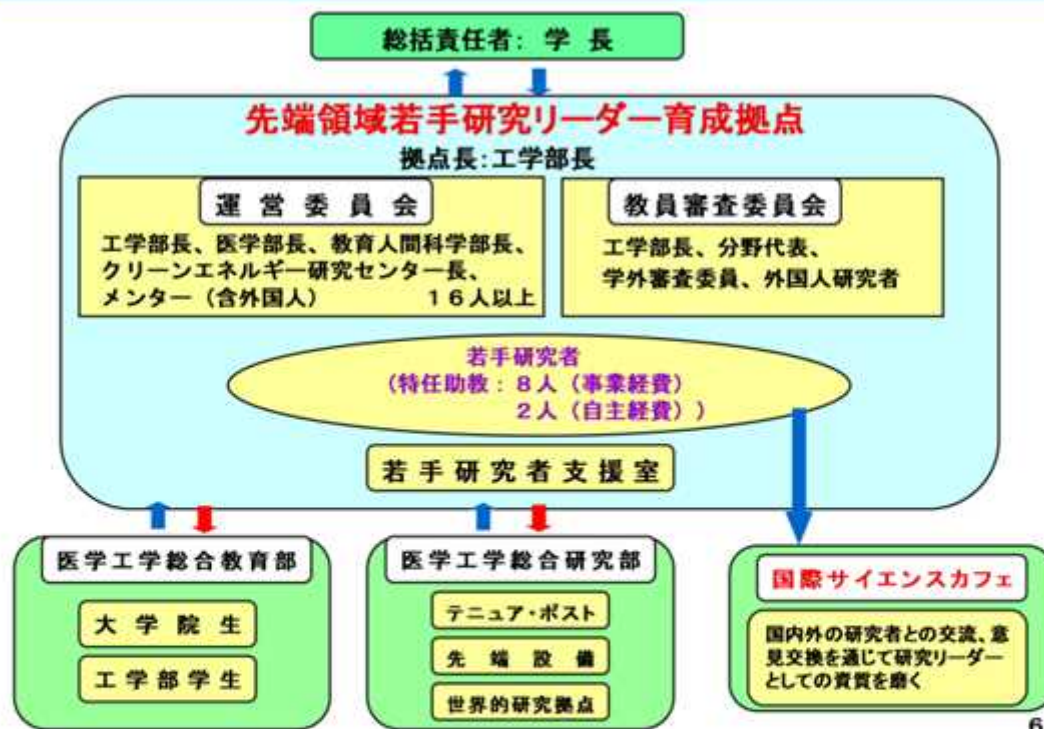 総括責任者: 学 長
先端領域若手研究リーダー育成拠点
拠点長:工学部長
運 営 委 員 会
工学部長、医学部長、教育人間科学部長、
クリーンエネルギー研究センター長、
メンター(含外国人) 16人以上
教員審査委員会
工学部長、分野代表、
学外審査委員、外国人研究者
若手研究者
(特任助教:8人(事業経費)
2人(自主経費))
若手研究者支援室
医学工学総合教育部
大 学 院 生
工学部学生
医学工学総合研究部
テニュア・ポスト
先 端 設 備
世界的研究拠点
国際サイエンスカフェ
国内外の研究者との交流、意
見交換を通じて研究リーダー
としての資質を磨く
6